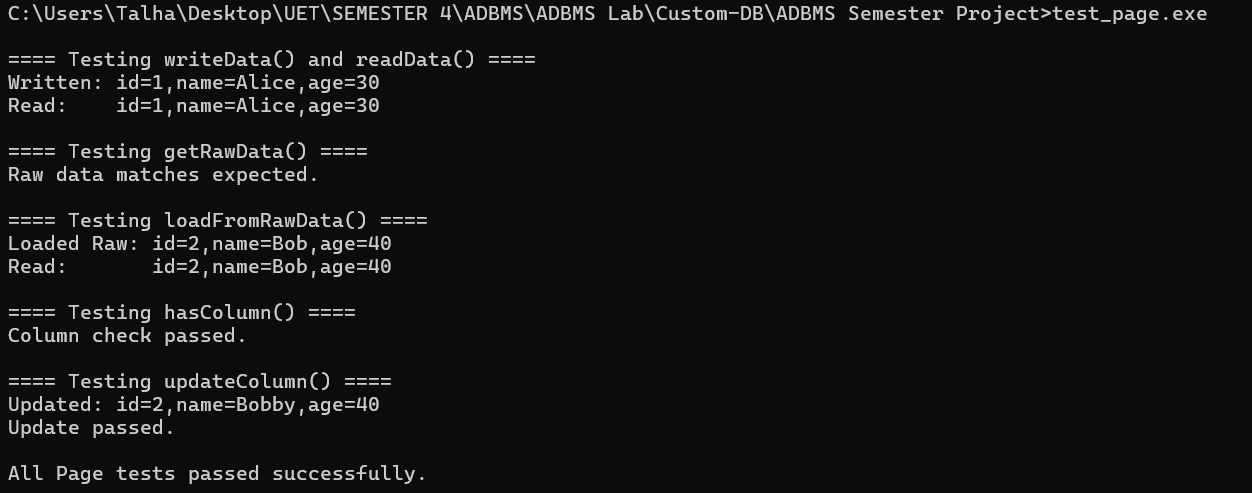 C:\Users\Talha\Desktop\UET\SEMESTER 4\ADBMS\ADBMS Lab\Custom-DB\ADBMS Semester Project>test_page.exe
==== Testing writeData() and readData() ====
Written: id=1,name=Alice,age=30
Read:    id=1,name=Alice,age=30
==== Testing getRawData() ====
Raw data matches expected.
==== Testing loadFromRawData() ====
Loaded Raw: id=2,name=Bob,age=40
Read:       id=2,name=Bob,age=40
==== Testing hasColumn() ====
Column check passed.
==== Testing updateColumn() ====
Updated: id=2,name=Bobby,age=40
Update passed.
All Page tests passed successfully.